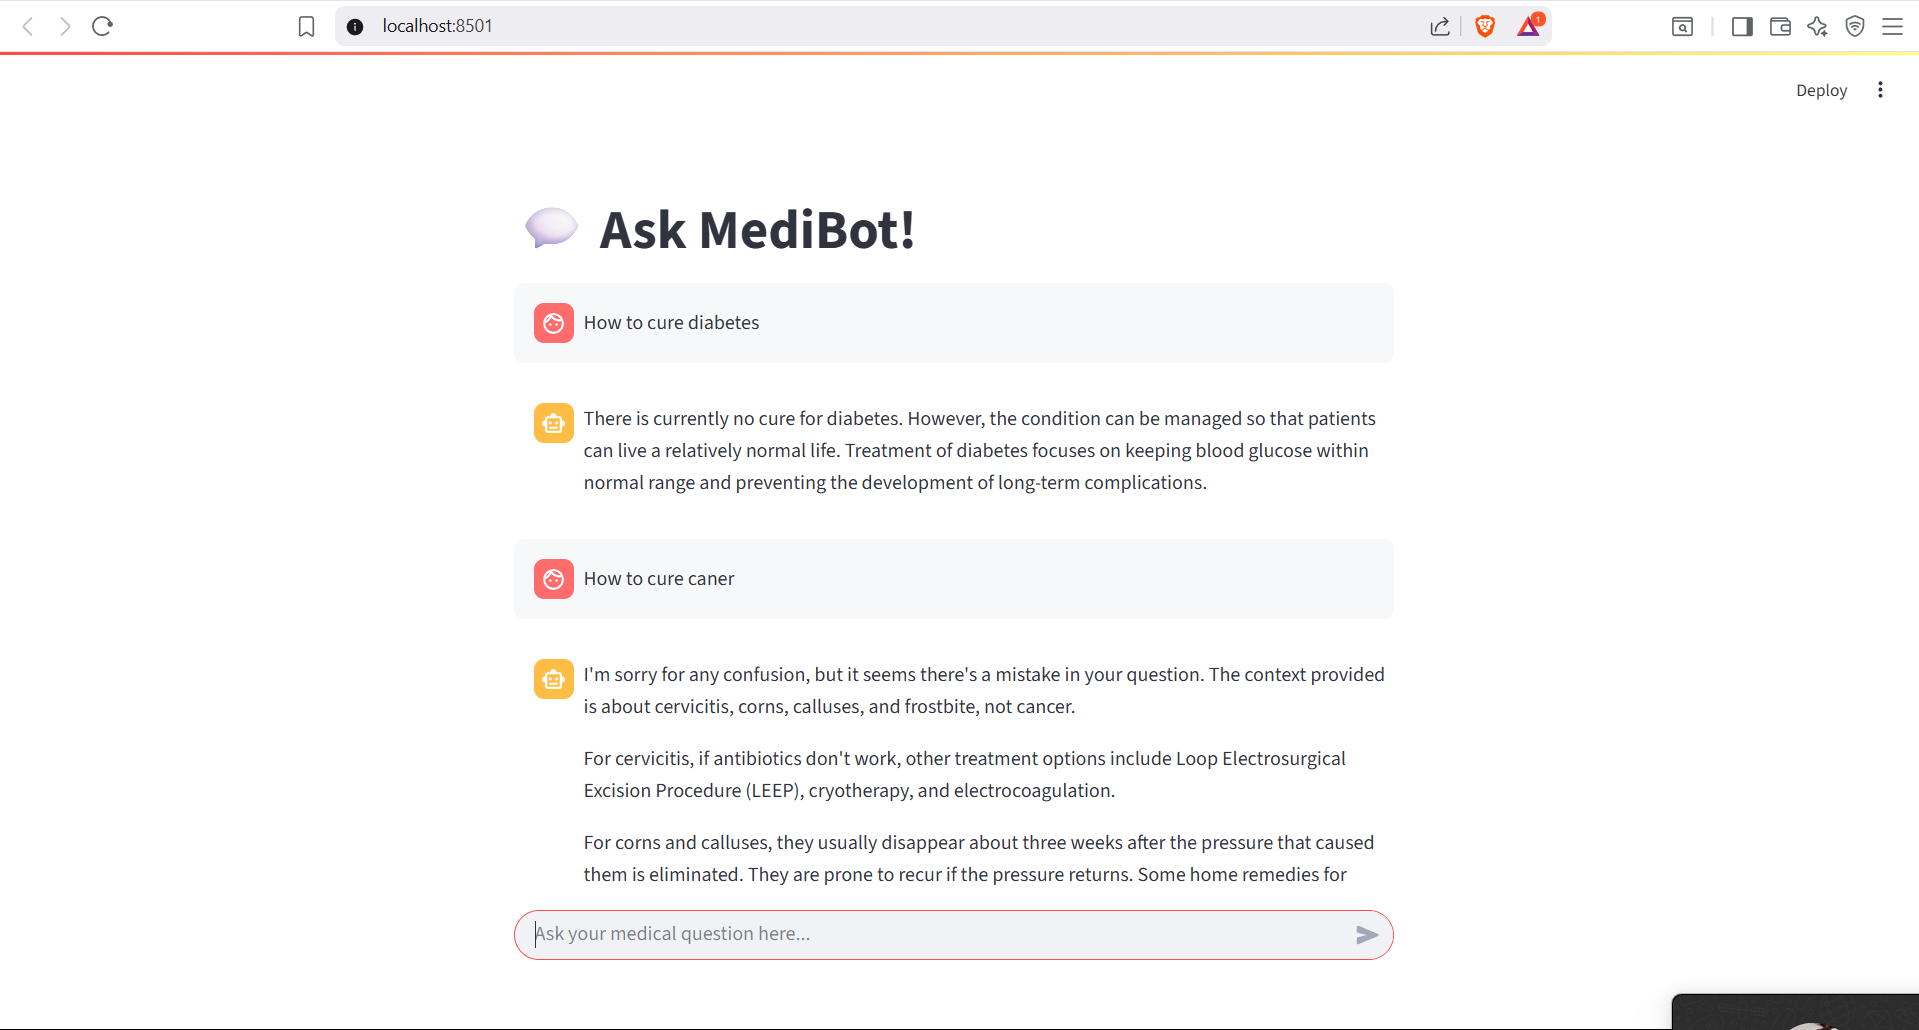 localhost:8501
1
Deploy
Ask MediBot!
How to cure diabetes
There is currently no cure for diabetes. However, the condition can be managed so that patients
can live a relatively normal life. Treatment of diabetes focuses on keeping blood glucose within
normal range and preventing the development of long-term complications.
How to cure caner
I'm sorry for any confusion, but it seems there's a mistake in your question. The context provided
is about cervicitis, corns, calluses, and frostbite, not cancer.
For cervicitis, if antibiotics don't work, other treatment options include Loop Electrosurgical
Excision Procedure (LEEP), cryotherapy, and electrocoagulation.
For corns and calluses, they usually disappear about three weeks after the pressure that caused
them is eliminated. They are prone to recur if the pressure returns. Some home remedies for
Ask your medical question here...